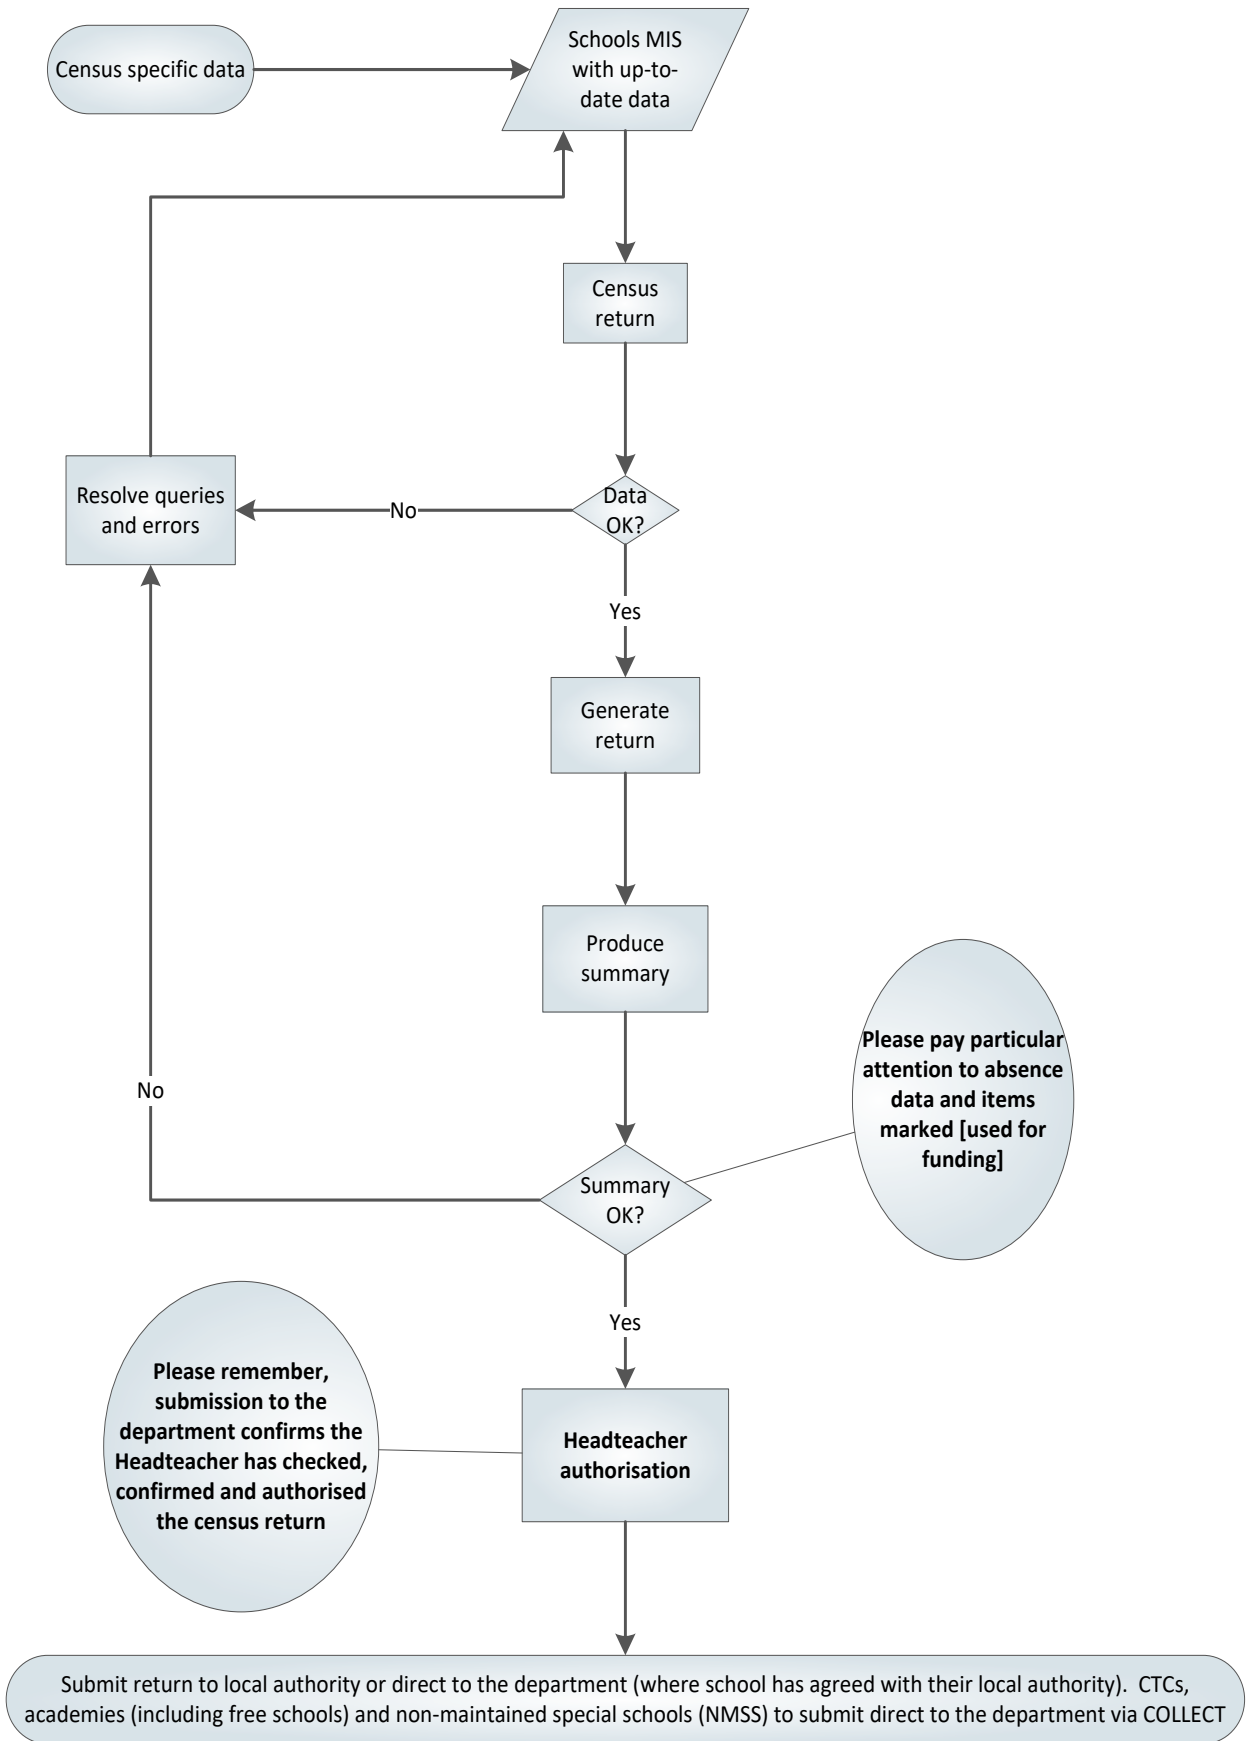 Census specific data
Schools MIS
with up-to-
date data
Census
return
Resolve queries
and errors
No
Data
OK?
Yes
Generate
return
Produce
summary
Please pay particular
attention to absence
data and items
marked [used for
funding]
No
Summary
OK?
Yes
Please remember,
submission to the
department confirms the
Headteacher has checked,
confirmed and authorised
the census return
Headteacher
authorisation
Submit return to local authority or direct to the department (where school has agreed with their local authority).  CTCs,
academies (including free schools) and non-maintained special schools (NMSS) to submit direct to the department via COLLECT